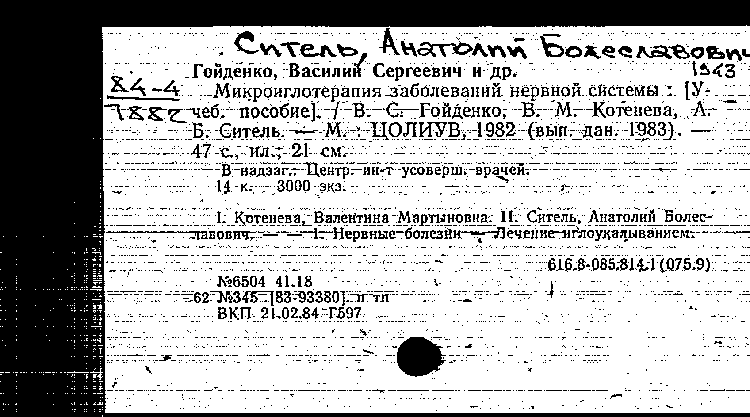 Ситель, Анатолий Болеславович
1943
Гойденко, Василий Сергеевич и др.
84-4
7882
Микроиглотерапия заболеваний нервной системы : [У-
чеб. пособие]. / В. С. Гойденко, В. М. Котенева, А.
Б. Ситель. — М. : ЦОЛИУВ, 1982 (вып. дан. 1983). —
47 с., ил.; 21 см.
В надзаг.: Центр. ин-т усоверш. врачей.
14 к. 3000 экз.
I. Котенева, Валентина Мартыновна. II. Ситель, Анатолий Болес-
лавович. — — 1. Нервные болезни — Лечение иглоукалыванием.
616.8-085.814.1(075.9)
№6504 41.18
62 №345 [83-93380] п тл
ВКП 21.02.84 Г597